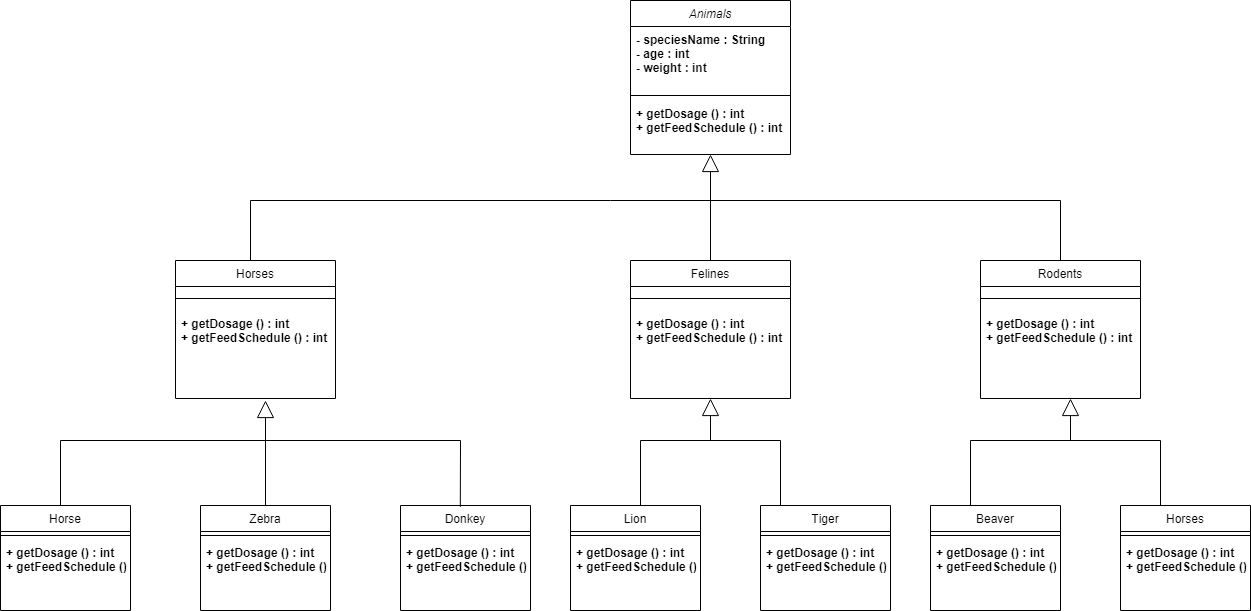 Animals
- speciesName : String
- age : int
- weight : int
+ getDosage () : int
+ getFeedSchedule () : int
Horses
+ getDosage () : int
+ getFeedSchedule () : int
Felines
+ getDosage () : int
+ getFeedSchedule () : int
Rodents
+ getDosage () : int
+ getFeedSchedule () : int
Horse
+ getDosage () : int
+ getFeedSchedule ()
Zebra
+ getDosage () : int
+ getFeedSchedule ()
Donkey
+ getDosage () : int
+ getFeedSchedule ()
Lion
+ getDosage () : int
+ getFeedSchedule ()
Tiger
+ getDosage () : int
+ getFeedSchedule ()
Beaver
+ getDosage () : int
+ getFeedSchedule ()
Horses
+ getDosage () : int
+ getFeedSchedule ()